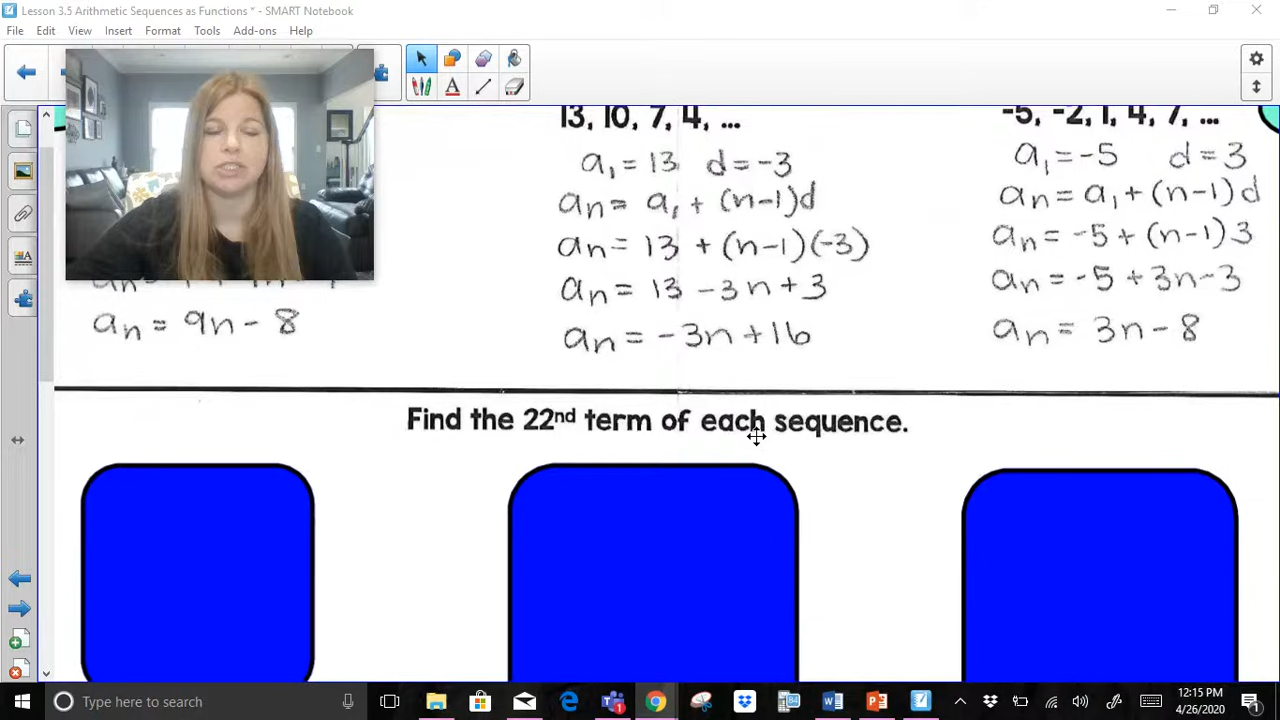 Lesson 3.5 Arithmetic Sequences as Functions * - SMART Notebook
File Edit View Insert Format Tools Add-ons Help
13, 10, 7, 4, ...
a₁ = 13 d = -3
aₙ = a₁ + (n-1)d
aₙ = 13 + (n-1)(-3)
aₙ = 13 - 3n + 3
aₙ = -3n + 16
-5, -2, 1, 4, 7, ...
a₁ = -5 d = 3
aₙ = a₁ + (n-1)d
aₙ = -5 + (n-1)3
aₙ = -5 + 3n - 3
aₙ = 3n - 8
aₙ = 9n - 8
Find the 22nd term of each sequence.
Type here to search
12:15 PM
4/26/2020